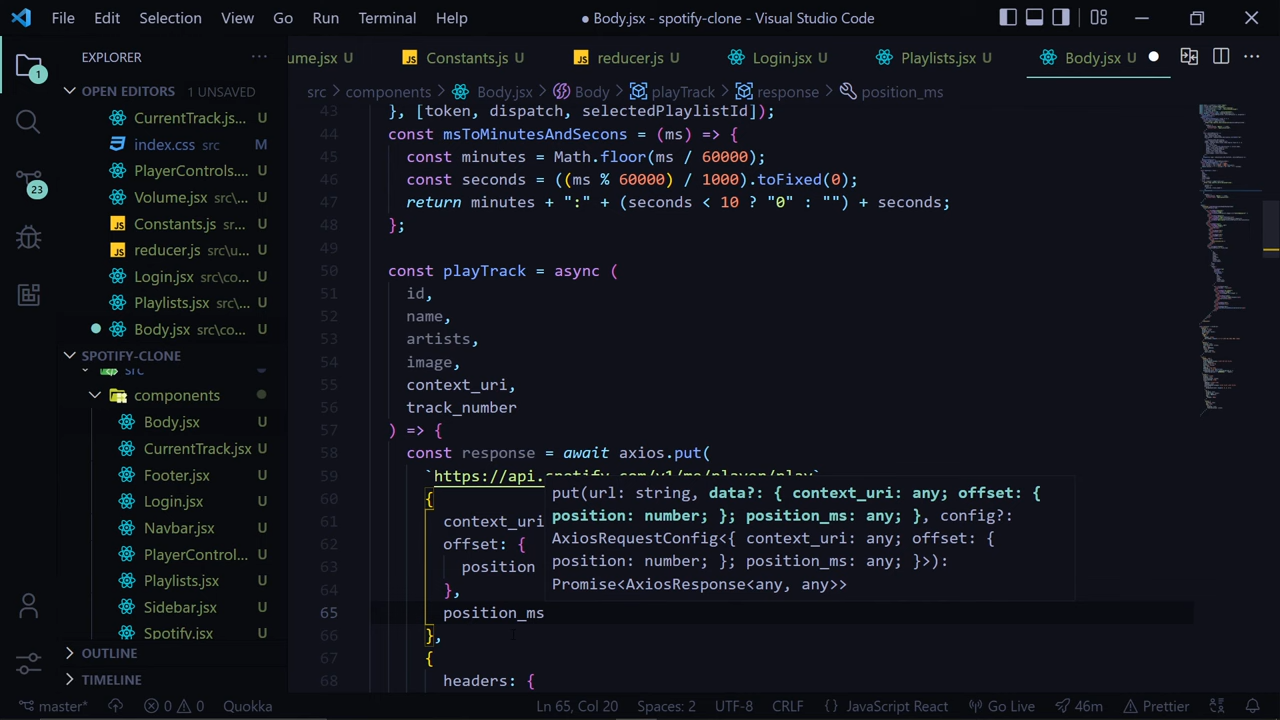 File Edit Selection View Go Run Terminal Help
● Body.jsx - spotify-clone - Visual Studio Code
EXPLORER
OPEN EDITORS 1 UNSAVED
CurrentTrack.js... U
index.css src M
PlayerControls.... U
Volume.jsx src\... U
Constants.js sr... U
reducer.js src\u... U
Login.jsx src\co... U
Playlists.jsx src\... U
Body.jsx src\co... U
SPOTIFY-CLONE
src
components
Body.jsx U
CurrentTrack.jsx U
Footer.jsx U
Login.jsx U
Navbar.jsx U
PlayerControl... U
Playlists.jsx U
Sidebar.jsx U
Spotify.jsx U
OUTLINE
TIMELINE
1
23
ume.jsx U Constants.js U reducer.js U Login.jsx U Playlists.jsx U Body.jsx U
src > components > Body.jsx > Body > playTrack > response > position_ms
43 }, [token, dispatch, selectedPlaylistId]);
44 const msToMinutesAndSecons = (ms) => {
45 const minutes = Math.floor(ms / 60000);
46 const seconds = ((ms % 60000) / 1000).toFixed(0);
47 return minutes + ":" + (seconds < 10 ? "0" : "") + seconds;
48 };
49
50 const playTrack = async (
51 id,
52 name,
53 artists,
54 image,
55 context_uri,
56 track_number
57 ) => {
58 const response = await axios.put(
59 `https://api.spotify.com/v1/me/player/play`
60 {
61 context_uri
62 offset: {
63 position
64 },
65 position_ms
66 },
67 {
68 headers: {
put(url: string, data?: { context_uri: any; offset: {
position: number; }; position_ms: any; }, config?:
AxiosRequestConfig<{ context_uri: any; offset: {
position: number; }; position_ms: any; }>):
Promise<AxiosResponse<any, any>>
master* 0 0 Quokka Ln 65, Col 20 Spaces: 2 UTF-8 CRLF {} JavaScript React Go Live 46m Prettier